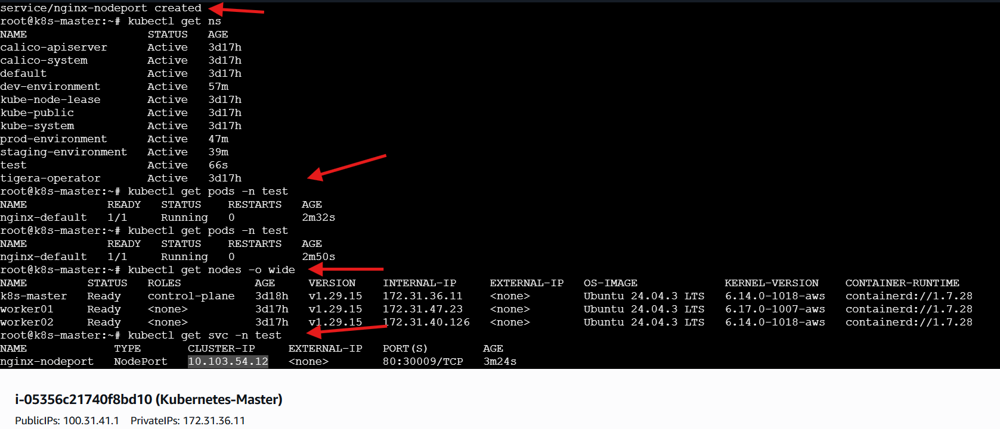 service/nginx-nodeport created
root@k8s-master:~# kubectl get ns
NAME STATUS AGE
calico-apiserver Active 3d17h
calico-system Active 3d17h
default Active 3d17h
dev-environment Active 57m
kube-node-lease Active 3d17h
kube-public Active 3d17h
kube-system Active 3d17h
prod-environment Active 47m
staging-environment Active 39m
test Active 66s
tigera-operator Active 3d17h
root@k8s-master:~# kubectl get pods -n test
NAME READY STATUS RESTARTS AGE
nginx-default 1/1 Running 0 2m32s
root@k8s-master:~# kubectl get pods -n test
NAME READY STATUS RESTARTS AGE
nginx-default 1/1 Running 0 2m50s
root@k8s-master:~# kubectl get nodes -o wide
NAME STATUS ROLES AGE VERSION INTERNAL-IP EXTERNAL-IP OS-IMAGE KERNEL-VERSION CONTAINER-RUNTIME
k8s-master Ready control-plane 3d18h v1.29.15 172.31.36.11 <none> Ubuntu 24.04.3 LTS 6.14.0-1018-aws containerd://1.7.28
worker01 Ready <none> 3d17h v1.29.15 172.31.47.23 <none> Ubuntu 24.04.3 LTS 6.17.0-1007-aws containerd://1.7.28
worker02 Ready <none> 3d17h v1.29.15 172.31.40.126 <none> Ubuntu 24.04.3 LTS 6.14.0-1018-aws containerd://1.7.28
root@k8s-master:~# kubectl get svc -n test
NAME TYPE CLUSTER-IP EXTERNAL-IP PORT(S) AGE
nginx-nodeport NodePort 10.103.54.12 <none> 80:30009/TCP 3m24s
i-05356c21740f8bd10 (Kubernetes-Master)
PublicIPs: 100.31.41.1 PrivateIPs: 172.31.36.11